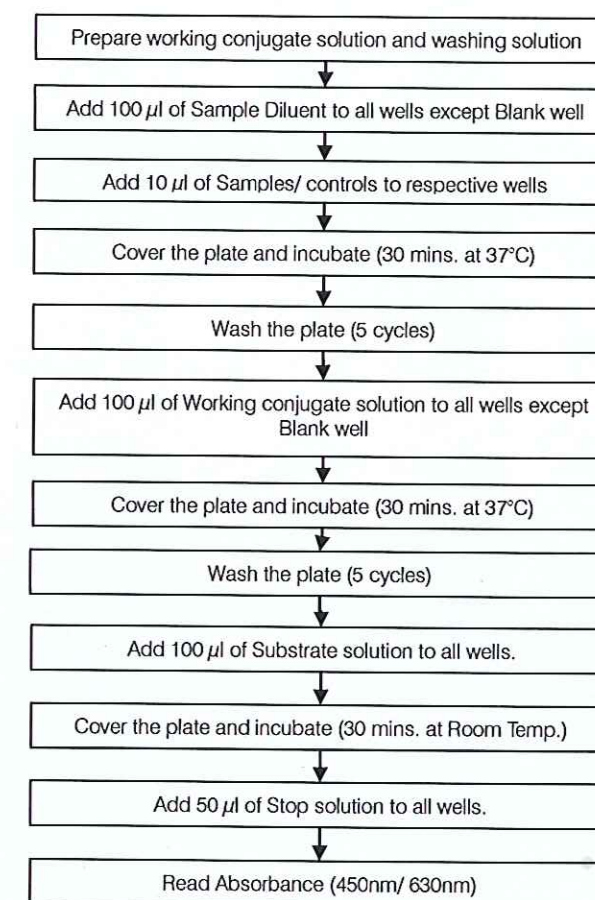 Prepare working conjugate solution and washing solution
Add 100 µl of Sample Diluent to all wells except Blank well
Add 10 µl of Samples/ controls to respective wells
Cover the plate and incubate (30 mins. at 37°C)
Wash the plate (5 cycles)
Add 100 µl of Working conjugate solution to all wells except
Blank well
Cover the plate and incubate (30 mins. at 37°C)
Wash the plate (5 cycles)
Add 100 µl of Substrate solution to all wells.
Cover the plate and incubate (30 mins. at Room Temp.)
Add 50 µl of Stop solution to all wells.
Read Absorbance (450nm/ 630nm)